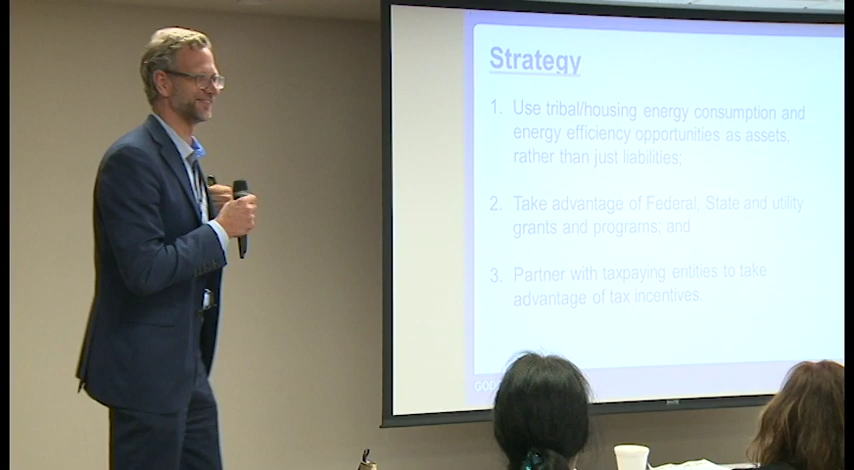 Strategy
1. Use tribal/housing energy consumption and
energy efficiency opportunities as assets,
rather than just liabilities;
2. Take advantage of Federal, State and utility
grants and programs; and
3. Partner with taxpaying entities to take
advantage of tax incentives.